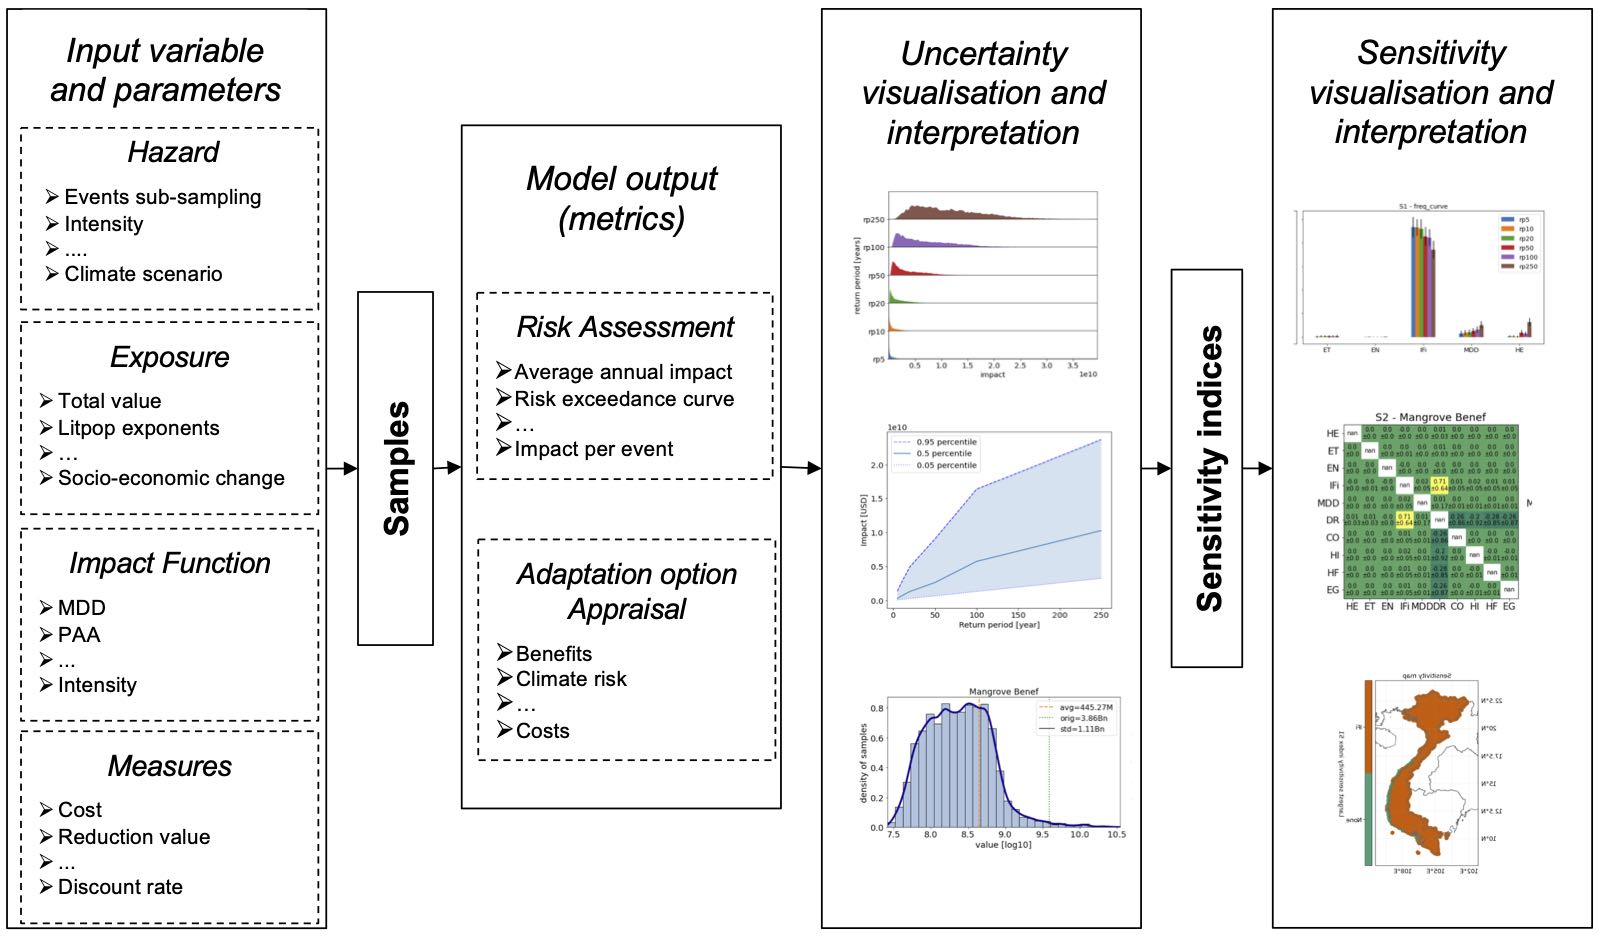 Input variable
and parameters
Hazard
➢ Events sub-sampling
➢ Intensity
➢ ....
➢ Climate scenario
Exposure
➢ Total value
➢ Litpop exponents
➢ ...
➢ Socio-economic change
Impact Function
➢ MDD
➢ PAA
➢ ...
➢ Intensity
Measures
➢ Cost
➢ Reduction value
➢ ...
➢ Discount rate
Samples
Model output
(metrics)
Risk Assessment
➢ Average annual impact
➢ Risk exceedance curve
➢ ...
➢ Impact per event
Adaptation option
Appraisal
➢ Benefits
➢ Climate risk
➢ ...
➢ Costs
Uncertainty
visualisation and
interpretation
return period [years]
rp250
rp100
rp50
rp20
rp10
rp5
0.5 1.0 1.5 2.0 2.5 3.0 3.5
impact
1e10
1e10
0.95 percentile
0.5 percentile
0.05 percentile
Impact [USD]
2.0
1.5
1.0
0.5
0.0
0 50 100 150 200 250
Return period [year]
Mangrove Benef
avg=445.27M
orig=3.86Bn
std=1.11Bn
density of samples
0.8
0.6
0.4
0.2
0.0
7.5 8.0 8.5 9.0 9.5 10.0 10.5
value [log10]
Sensitivity indices
Sensitivity
visualisation and
interpretation
S1 - freq_curve
rp5
rp10
rp20
rp50
rp100
rp250
ET EN IFi MDD HE
S2 - Mangrove Benef
HE
ET
EN
IFi
MDD
DR
CO
HI
HF
EG
HE ET EN IFi MDD DR CO HI HF EG
M
Sensitivity map
22.5°N
20°N
17.5°N
15°N
12.5°N
10°N
IFi
None
Largest sensitivity index S1
108°E 105°E 102°E